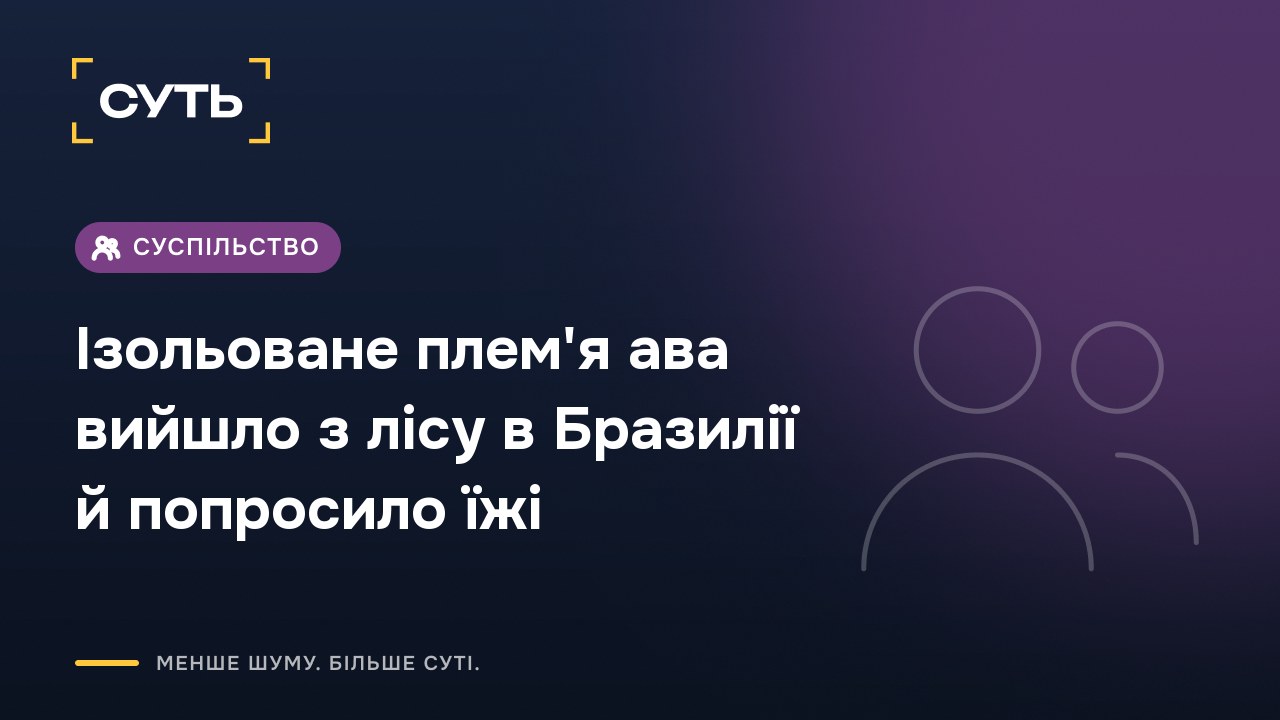 СУТЬ
СУСПІЛЬСТВО
Ізольоване плем'я ава
вийшло з лісу в Бразилії
й попросило їжі
МЕНШЕ ШУМУ. БІЛЬШЕ СУТІ.